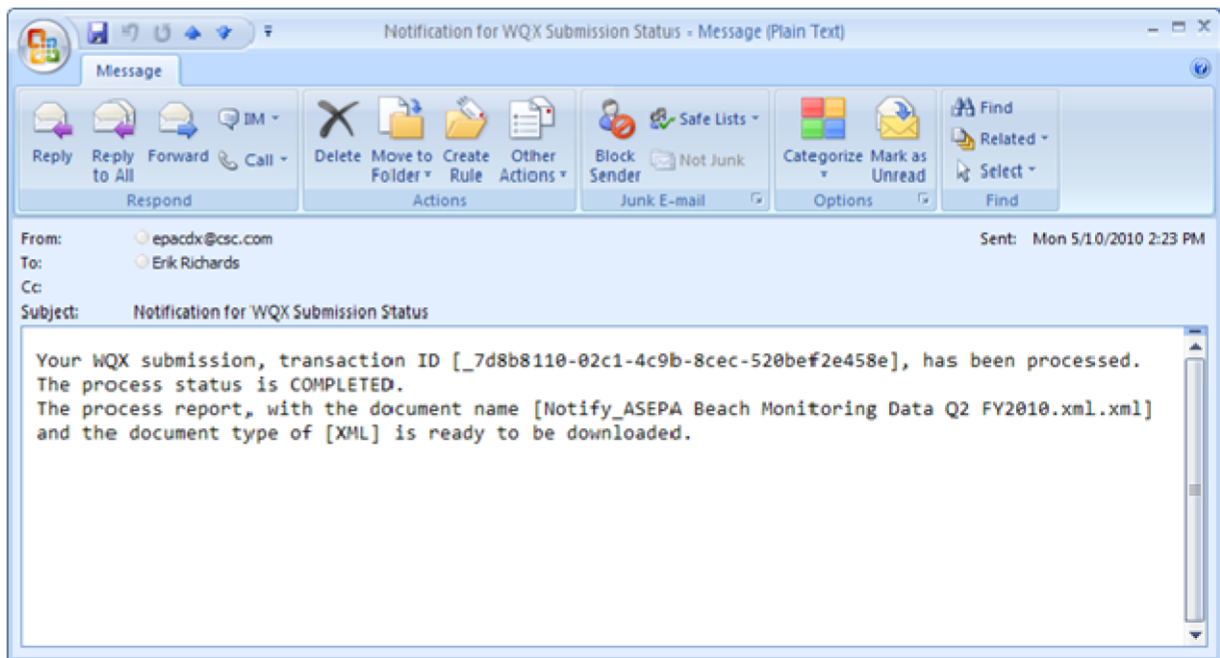 Notification for WQX Submission Status - Message (Plain Text)
Message
Reply
Reply to All
Forward
IM
Call
Respond
Delete
Move to Folder
Create Rule
Other Actions
Actions
Block Sender
Safe Lists
Not Junk
Junk E-mail
Categorize
Mark as Unread
Options
Find
Related
Select
Find
From: epacdx@csc.com
Sent: Mon 5/10/2010 2:23 PM
To: Erik Richards
Cc:
Subject: Notification for WQX Submission Status
Your WQX submission, transaction ID [_7d8b8110-02c1-4c9b-8cec-520bef2e458e], has been processed.
The process status is COMPLETED.
The process report, with the document name [Notify_ASEPA Beach Monitoring Data Q2 FY2010.xml.xml]
and the document type of [XML] is ready to be downloaded.